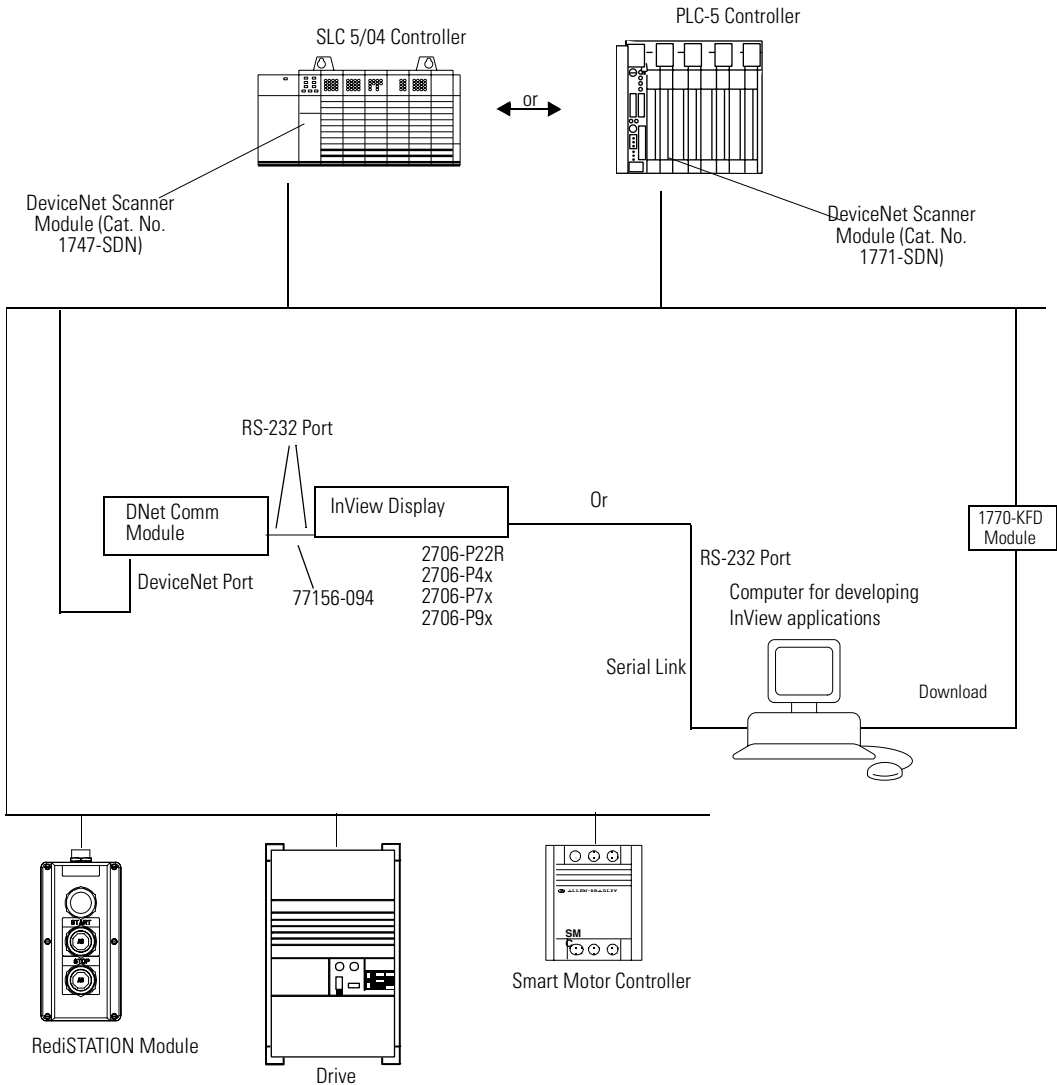 PLC-5 Controller
SLC 5/04 Controller
or
DeviceNet Scanner
Module (Cat. No.
1747-SDN)
DeviceNet Scanner
Module (Cat. No.
1771-SDN)
RS-232 Port
DNet Comm
Module
InView Display
Or
1770-KFD
Module
DeviceNet Port
77156-094
2706-P22R
2706-P4x
2706-P7x
2706-P9x
RS-232 Port
Computer for developing
InView applications
Serial Link
Download
START
STOP
ALLEN-BRADLEY
SM
C
RediSTATION Module
Drive
Smart Motor Controller